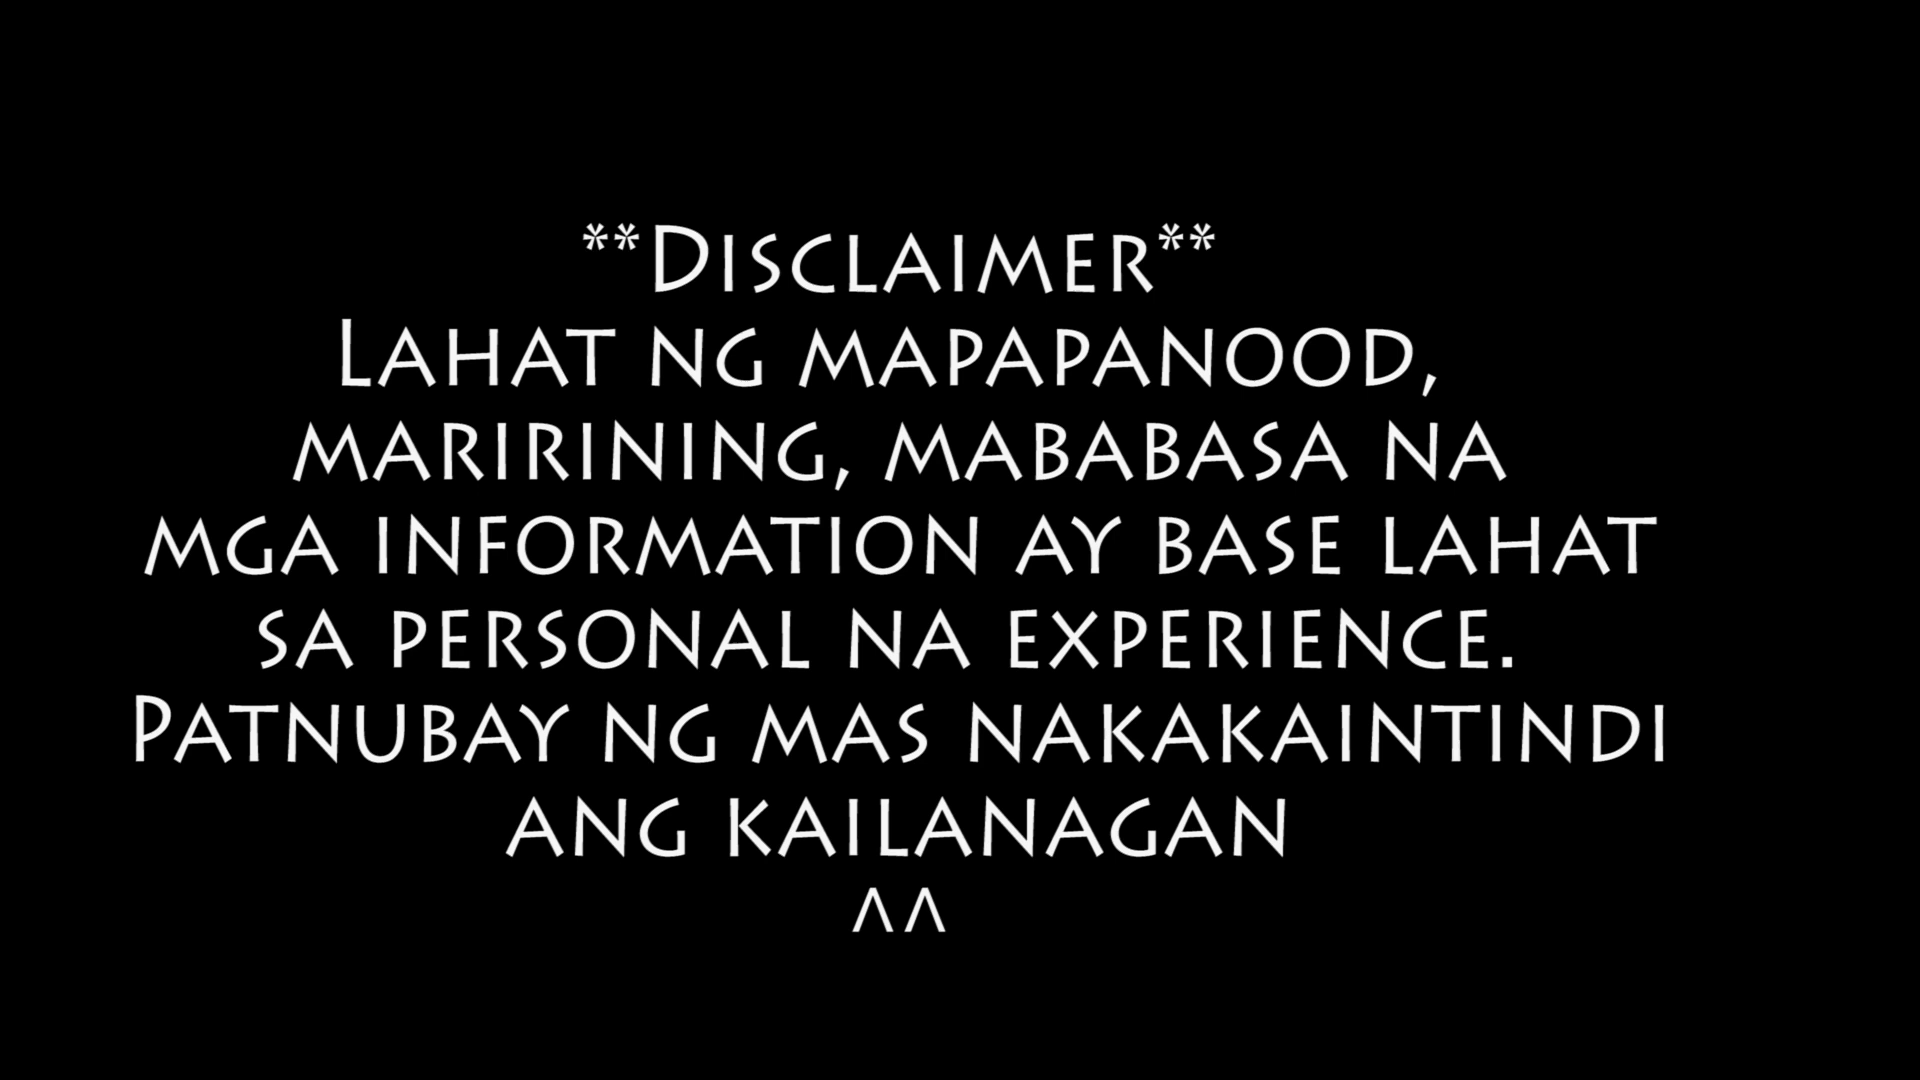 **Disclaimer**
Lahat ng mapapanood,
maririning, mababasa na
mga information ay base lahat
sa personal na experience.
Patnubay ng mas nakakaintindi
ang kailanagan
^^